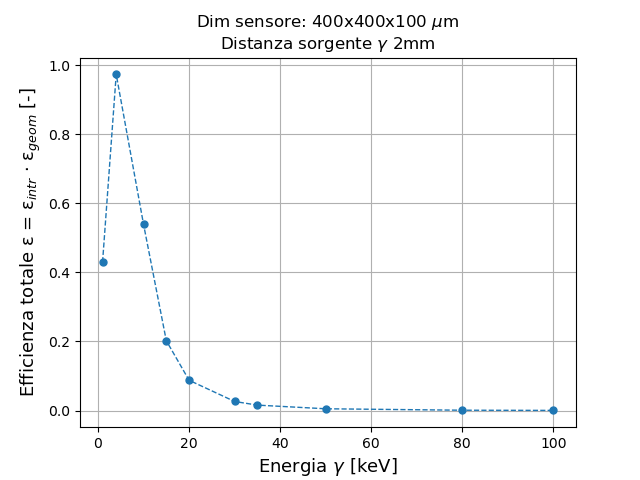 Dim sensore: 400x400x100 μm
Distanza sorgente γ 2mm
Efficienza totale ε = ε_intr · ε_geom [-]
1.0
0.8
0.6
0.4
0.2
0.0
0 20 40 60 80 100
Energia γ [keV]